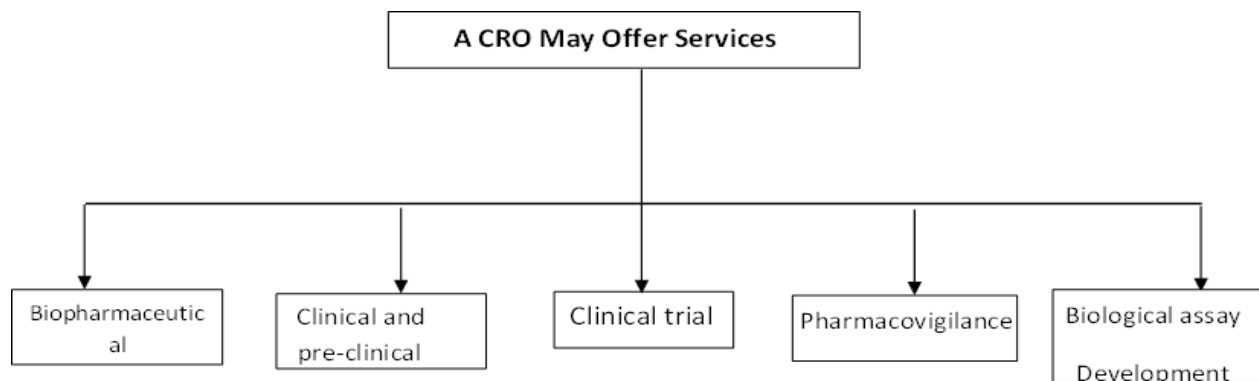 A CRO May Offer Services
Biopharmaceutic
al
Clinical and
pre-clinical
Clinical trial
Pharmacovigilance
Biological assay
Development